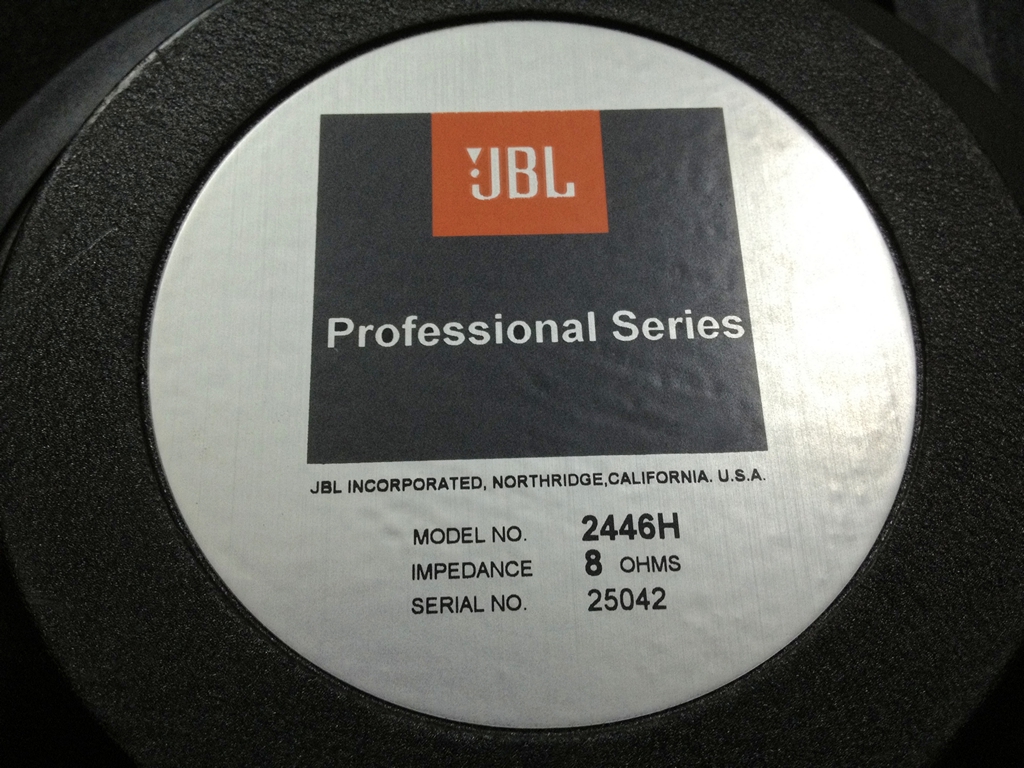 JBL
Professional Series
JBL INCORPORATED, NORTHRIDGE,CALIFORNIA. U.S.A.
MODEL NO. 2446H
IMPEDANCE 8 OHMS
SERIAL NO. 25042